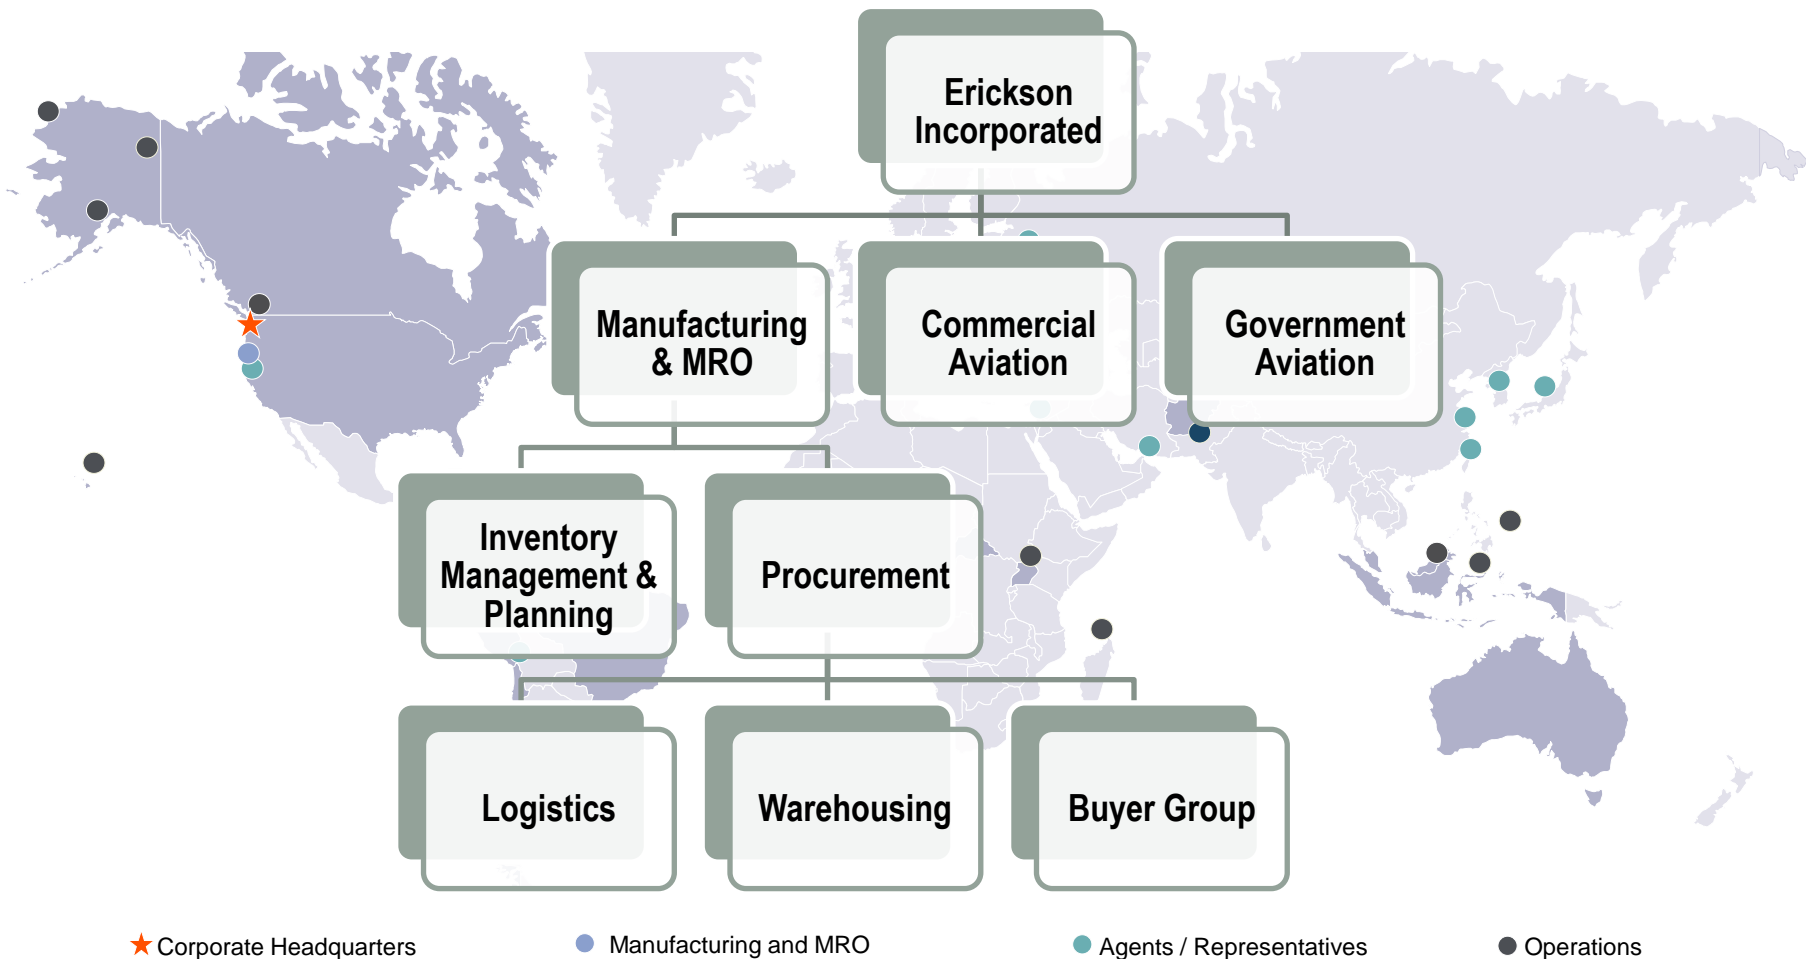 Erickson
Incorporated
Manufacturing
& MRO
Commercial
Aviation
Government
Aviation
Inventory
Management &
Planning
Procurement
Logistics
Warehousing
Buyer Group
Corporate Headquarters
Manufacturing and MRO
Agents / Representatives
Operations